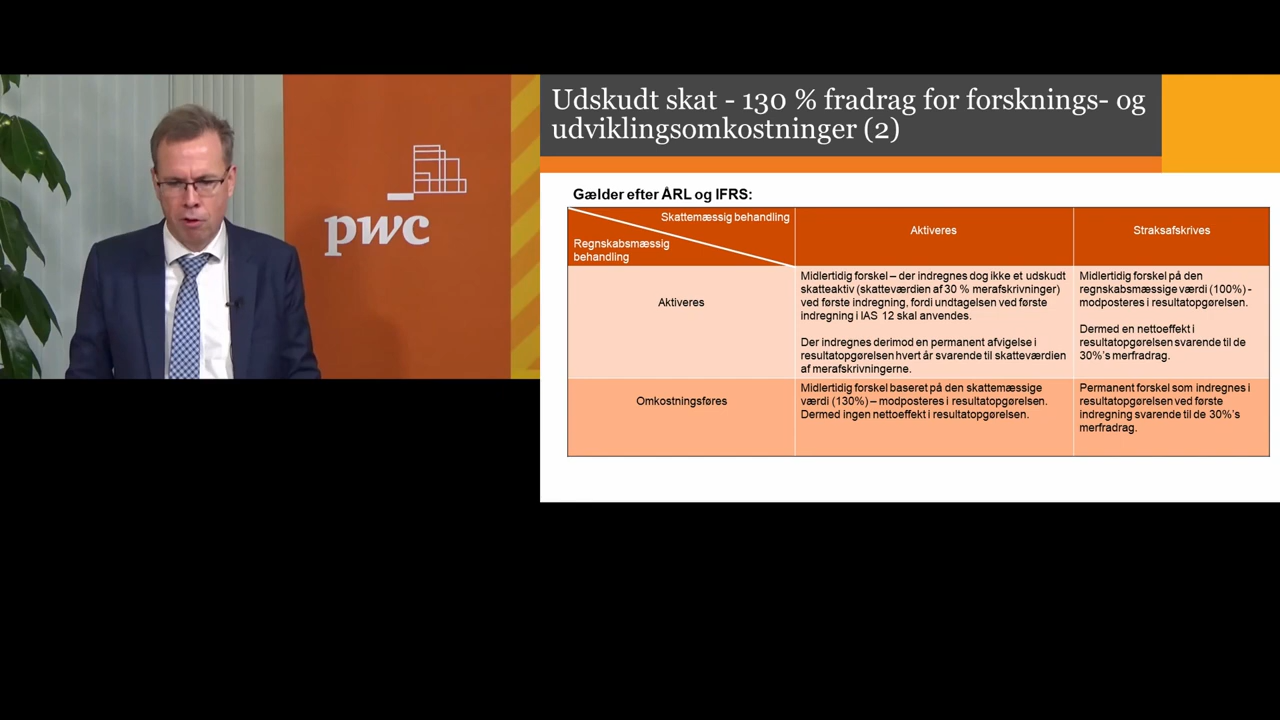 pwc
Udskudt skat - 130 % fradrag for forsknings- og
udviklingsomkostninger (2)
Gælder efter ÅRL og IFRS:
Skattemæssig behandling
Regnskabsmæssig
behandling
Aktiveres
Straksafskrives
Aktiveres
Midlertidig forskel – der indregnes dog ikke et udskudt
skatteaktiv (skatteværdien af 30 % merafskrivninger)
ved første indregning, fordi undtagelsen ved første
indregning i IAS 12 skal anvendes.
Der indregnes derimod en permanent afvigelse i
resultatopgørelsen hvert år svarende til skatteværdien
af merafskrivningerne.
Midlertidig forskel på den
regnskabsmæssige værdi (100%) -
modposteres i resultatopgørelsen.
Dermed en nettoeffekt i
resultatopgørelsen svarende til de
30%'s merfradrag.
Omkostningsføres
Midlertidig forskel baseret på den skattemæssige
værdi (130%) – modposteres i resultatopgørelsen.
Dermed ingen nettoeffekt i resultatopgørelsen.
Permanent forskel som indregnes i
resultatopgørelsen ved første
indregning svarende til de 30%'s
merfradrag.